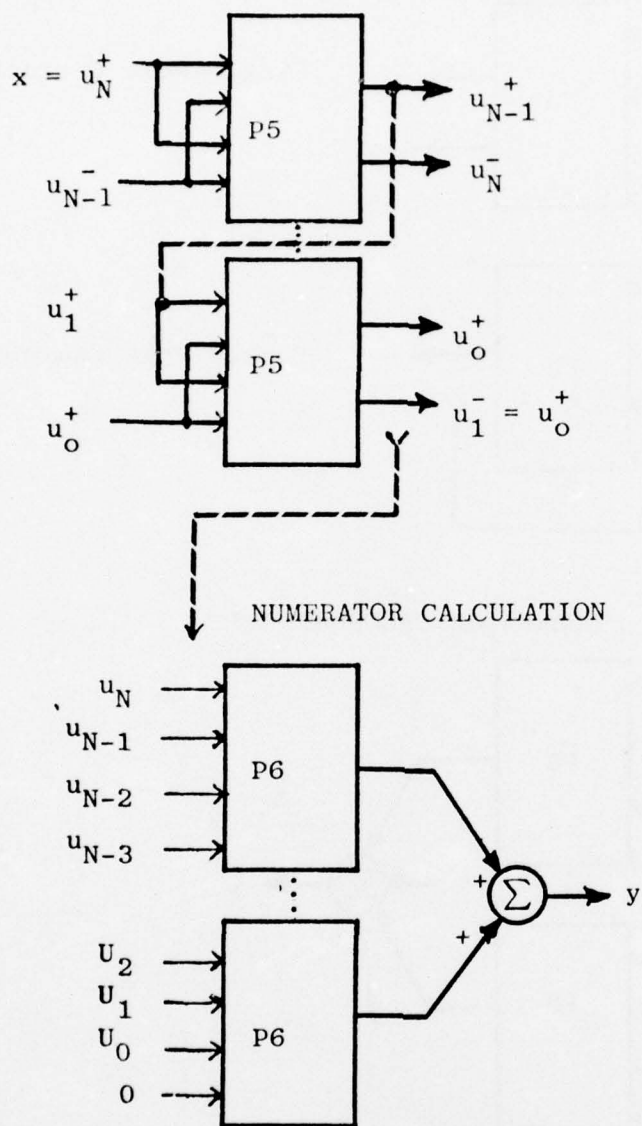 x = u_N^+
u_{N-1}^-
P5
u_{N-1}^+
u_N^-
u_1^+
u_o^+
P5
u_o^+
u_1^- = u_o^+
NUMERATOR CALCULATION
u_N
u_{N-1}
u_{N-2}
u_{N-3}
P6
+
Σ
y
+
U_2
U_1
U_0
0
P6